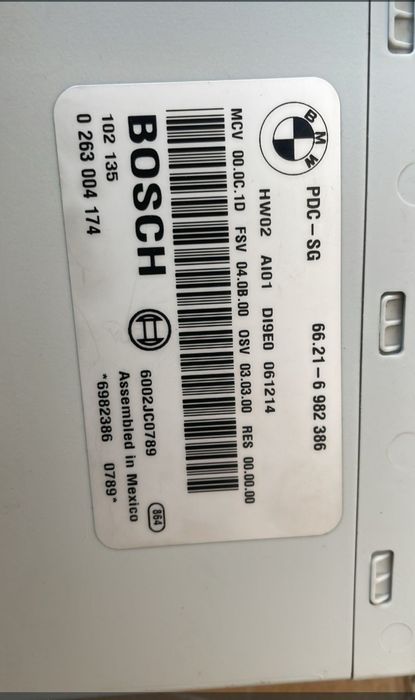 BMW
PDC-SG 66.21-6 982 386
HW02 AI01 DI9E0 061214
MCV 00.0C.1D FSV 04.0B.00 OSV 03.03.00 RES 00.00.00
BOSCH
6002JC0789
102 135 Assembled in Mexico 864
0 263 004 174 *6982386 0789*